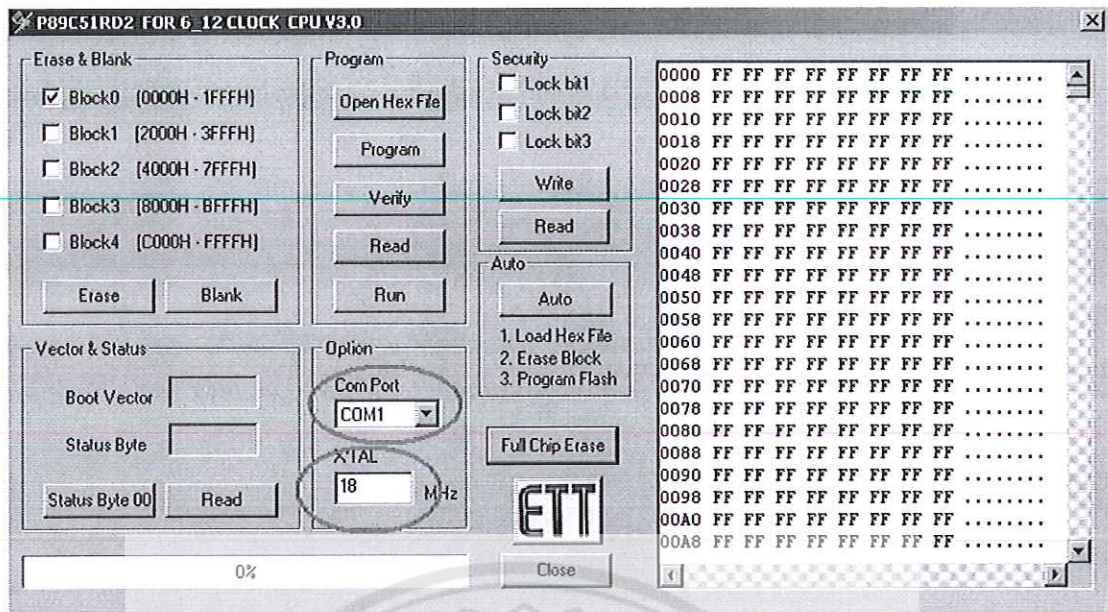 P89C51RD2 FOR 6_12 CLOCK CPU V3.0
Erase & Blank
Block0 (0000H - 1FFFH)
Block1 (2000H - 3FFFH)
Block2 (4000H - 7FFFH)
Block3 (8000H - BFFFH)
Block4 (C000H - FFFFH)
Erase Blank
Program
Open Hex File
Program
Verify
Read
Run
Security
Lock bit1
Lock bit2
Lock bit3
Write
Read
Auto
Auto
1. Load Hex File
2. Erase Block
3. Program Flash
Vector & Status
Boot Vector
Status Byte
Status Byte 00 Read
Option
Com Port
COM1
X'TAL
18 MHz
Full Chip Erase
ETT
Close
0%
0000 FF FF FF FF FF FF FF FF ........
0008 FF FF FF FF FF FF FF FF ........
0010 FF FF FF FF FF FF FF FF ........
0018 FF FF FF FF FF FF FF FF ........
0020 FF FF FF FF FF FF FF FF ........
0028 FF FF FF FF FF FF FF FF ........
0030 FF FF FF FF FF FF FF FF ........
0038 FF FF FF FF FF FF FF FF ........
0040 FF FF FF FF FF FF FF FF ........
0048 FF FF FF FF FF FF FF FF ........
0050 FF FF FF FF FF FF FF FF ........
0058 FF FF FF FF FF FF FF FF ........
0060 FF FF FF FF FF FF FF FF ........
0068 FF FF FF FF FF FF FF FF ........
0070 FF FF FF FF FF FF FF FF ........
0078 FF FF FF FF FF FF FF FF ........
0080 FF FF FF FF FF FF FF FF ........
0088 FF FF FF FF FF FF FF FF ........
0090 FF FF FF FF FF FF FF FF ........
0098 FF FF FF FF FF FF FF FF ........
00A0 FF FF FF FF FF FF FF FF ........
00A8 FF FF FF FF FF FF FF FF ........